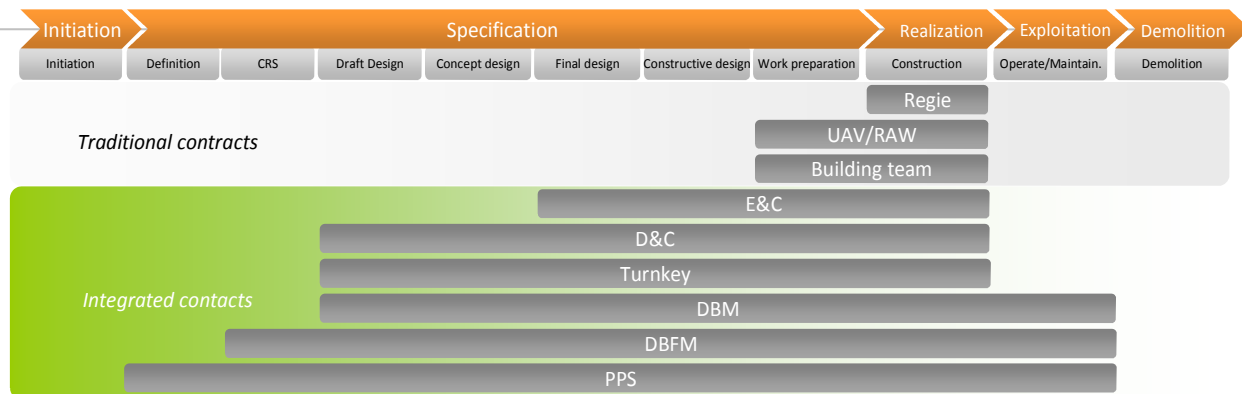 Initiation Specification Realization Exploitation Demolition
Initiation Definition CRS Draft Design Concept design Final design Constructive design Work preparation Construction Operate/Maintain. Demolition
Regie
Traditional contracts
UAV/RAW
Building team
E&C
D&C
Turnkey
Integrated contacts
DBM
DBFM
PPS